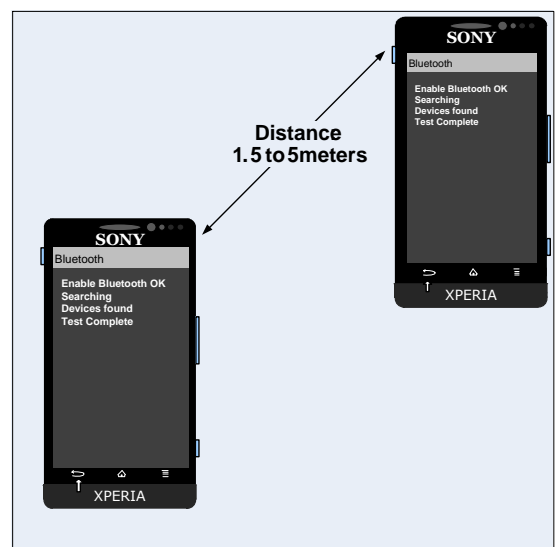 SONY
Bluetooth
Enable Bluetooth OK
Searching
Devices found
Test Complete
XPERIA
Distance
1.5 to 5meters
SONY
Bluetooth
Enable Bluetooth OK
Searching
Devices found
Test Complete
XPERIA